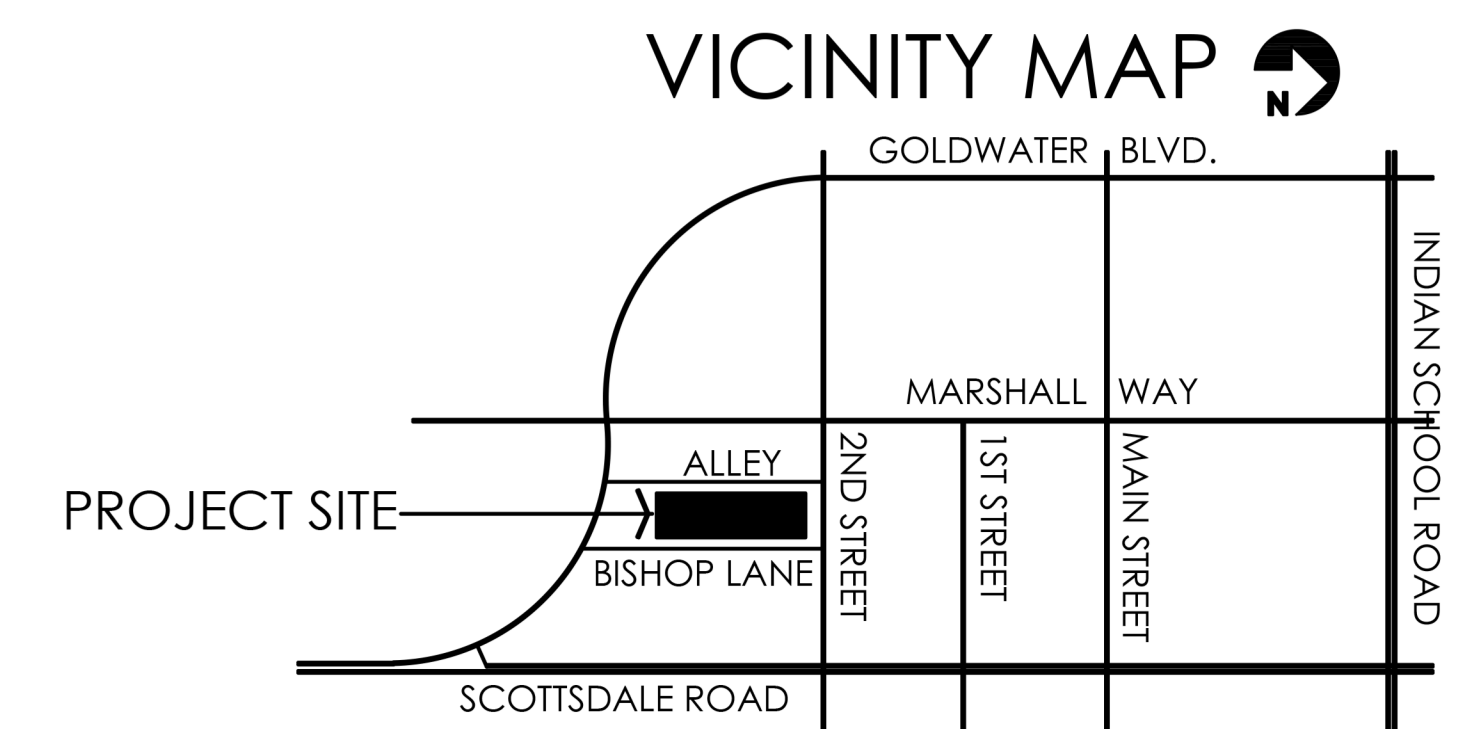 VICINITY MAP
N
GOLDWATER BLVD.
INDIAN SCHOOL ROAD
MARSHALL WAY
2ND STREET
1ST STREET
MAIN STREET
ALLEY
PROJECT SITE
BISHOP LANE
SCOTTSDALE ROAD